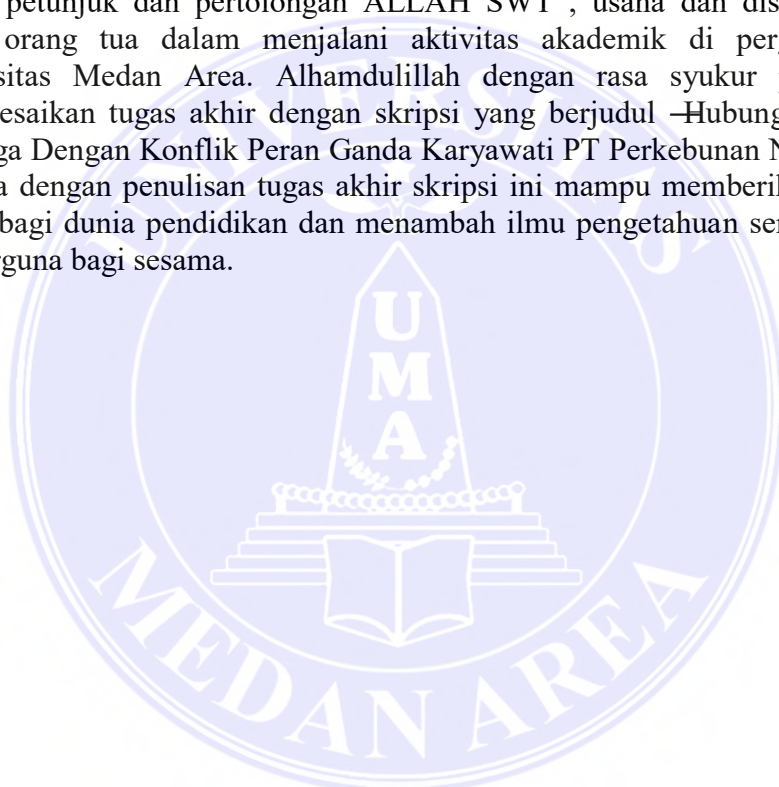 petunjuk dan pertolongan ALLAH SWT , usaha dan
orang tua dalam menjalani aktivitas akademik di
sitas Medan Area. Alhamdulillah dengan rasa syukur
esaikan tugas akhir dengan skripsi yang berjudul ―Hubung
ga Dengan Konflik Peran Ganda Karyawati PT Perkebunan N
a dengan penulisan tugas akhir skripsi ini mampu memberi
bagi dunia pendidikan dan menambah ilmu pengetahuan se
guna bagi sesama.
UNIVERSITAS
U
M
A
MEDAN AREA